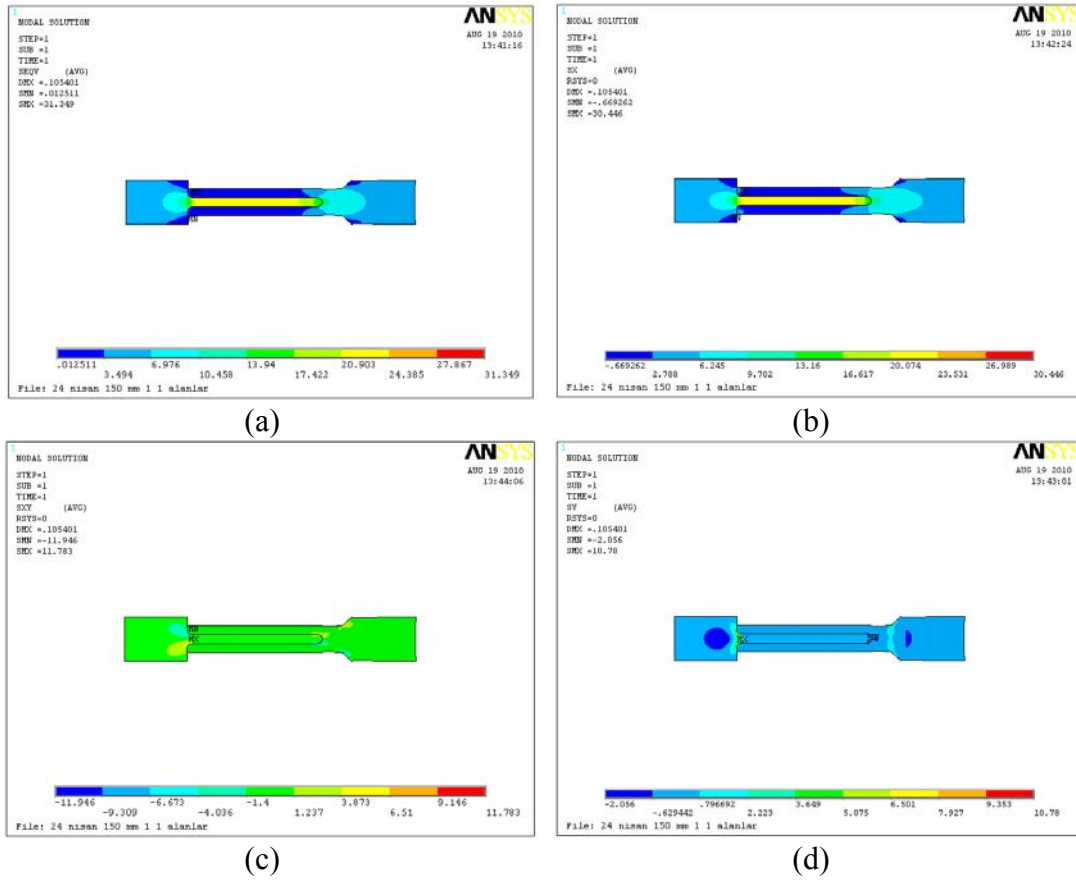 1
NODAL SOLUTION
STEP=1
SUB =1
TIME=1
SEQV (AVG)
DMX =.105401
SMN =.012511
SMX =31.349
ANSYS
AUG 19 2010
13:41:16
MX
MN
.012511 6.976 13.94 20.903 27.867
3.494 10.458 17.422 24.385 31.349
File: 24 nisan 150 mm 1 1 alanlar
(a)
1
NODAL SOLUTION
STEP=1
SUB =1
TIME=1
SX (AVG)
RSYS=0
DMX =.105401
SMN =-.669262
SMX =30.446
ANSYS
AUG 19 2010
13:42:24
-.669262 6.245 13.16 20.074 26.989
2.788 9.702 16.617 23.531 30.446
File: 24 nisan 150 mm 1 1 alanlar
(b)
1
NODAL SOLUTION
STEP=1
SUB =1
TIME=1
SXY (AVG)
RSYS=0
DMX =.105401
SMN =-11.946
SMX =11.783
ANSYS
AUG 19 2010
13:44:06
MN
MX
-11.946 -6.673 -1.4 3.873 9.146
-9.309 -4.036 1.237 6.51 11.783
File: 24 nisan 150 mm 1 1 alanlar
(c)
1
NODAL SOLUTION
STEP=1
SUB =1
TIME=1
SY (AVG)
RSYS=0
DMX =.105401
SMN =-2.056
SMX =10.78
ANSYS
AUG 19 2010
13:43:01
MX
MN
-2.056 .796692 3.649 6.501 9.353
-.629442 2.223 5.075 7.927 10.78
File: 24 nisan 150 mm 1 1 alanlar
(d)